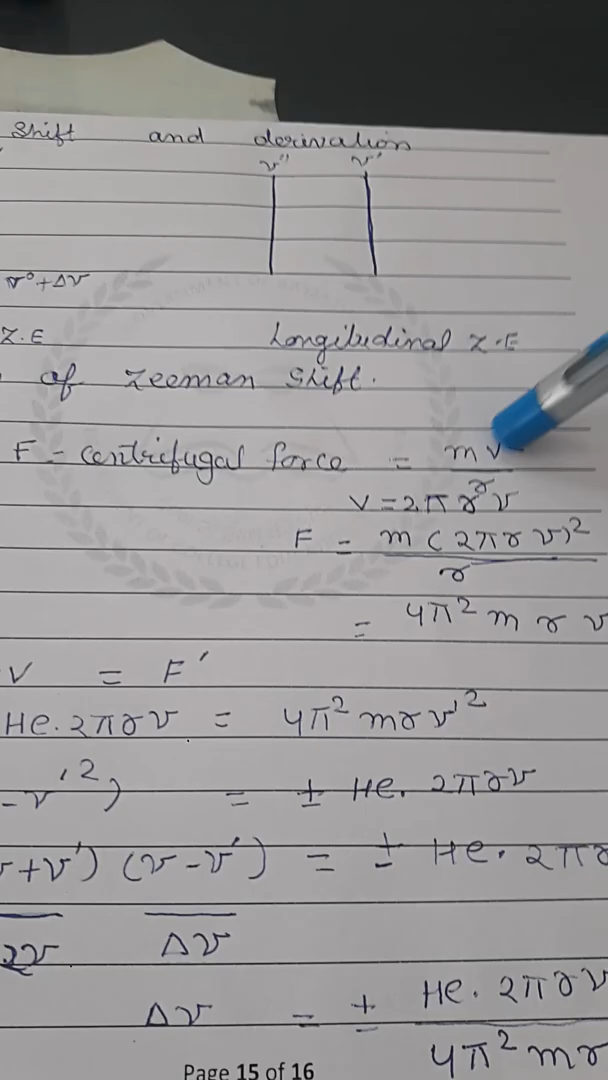 Shift and derivation
ν'' ν'
ν° + Δν
Z.E Longitudinal Z.E
of Zeeman Shift.
F - centrifugal force = mv
r
V = 2πrν
F = m(2πrν)²
r
= 4π² m r ν
V = F'
He. 2πrν = 4π² mrν'²
- ν'²) = ± He. 2πrν
ν + ν') (ν - ν') = ± He. 2πr
2ν Δν
Δν = ± He. 2πrν
4π² mr
Page 15 of 16